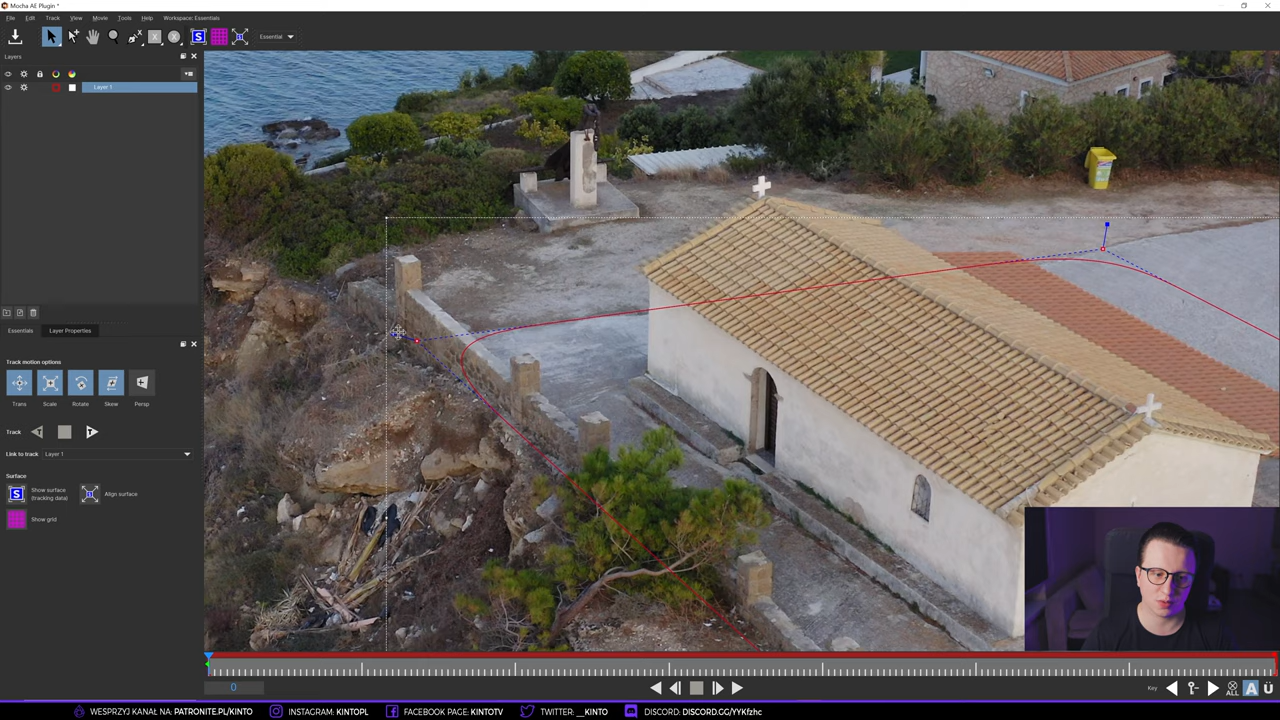 Mocha AE Plugin *
File Edit Track View Movie Tools Help Workspace: Essentials
Essential
Layers
Layer 1
Essentials Layer Properties
Track motion options
Trans Scale Rotate Skew Persp
Track
Link to track Layer 1
Surface
Show surface (tracking data)
Align surface
Show grid
0
Key
ALL
A
WESPRZYJ KANAŁ NA: PATRONITE.PL/KINTO INSTAGRAM: KINTOPL FACEBOOK PAGE: KINTOTV TWITTER: __KINTO DISCORD: DISCORD.GG/YYKfzhc